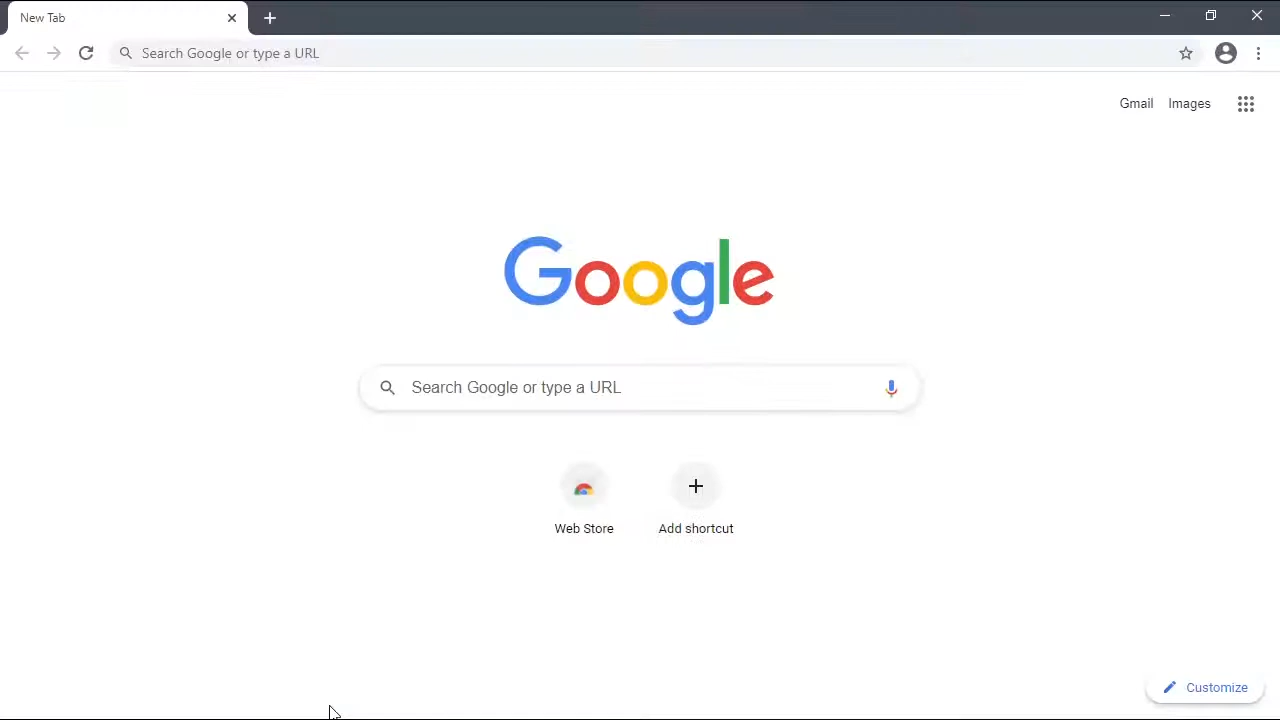 New Tab
Search Google or type a URL
Gmail Images
Google
Search Google or type a URL
Web Store Add shortcut
Customize